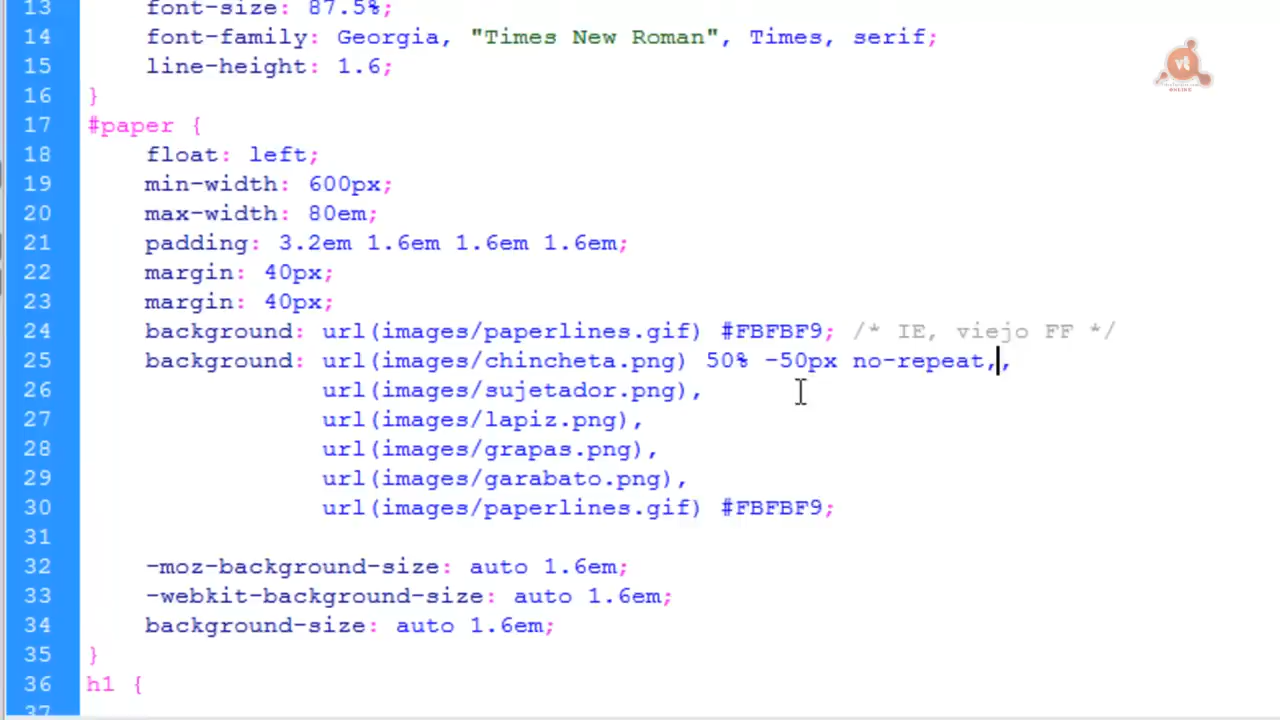 13 font-size: 87.5%;
14 font-family: Georgia, "Times New Roman", Times, serif;
15 line-height: 1.6;
16 }
17 #paper {
18 float: left;
19 min-width: 600px;
20 max-width: 80em;
21 padding: 3.2em 1.6em 1.6em 1.6em;
22 margin: 40px;
23 margin: 40px;
24 background: url(images/paperlines.gif) #FBFBF9; /* IE, viejo FF */
25 background: url(images/chincheta.png) 50% -50px no-repeat,,
26 url(images/sujetador.png),
27 url(images/lapiz.png),
28 url(images/grapas.png),
29 url(images/garabato.png),
30 url(images/paperlines.gif) #FBFBF9;
31
32 -moz-background-size: auto 1.6em;
33 -webkit-background-size: auto 1.6em;
34 background-size: auto 1.6em;
35 }
36 h1 {
37
vt
ONLINE